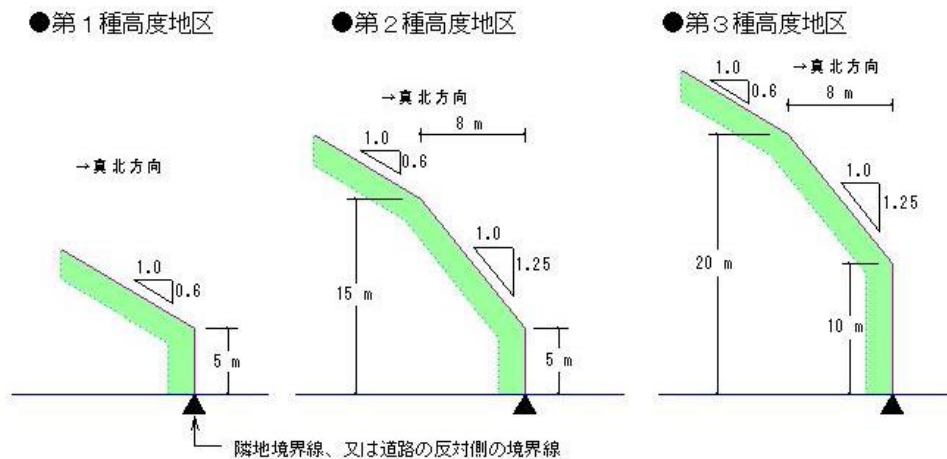 ●第1種高度地区
●第2種高度地区
●第3種高度地区
→真北方向
1.0
0.6
5 m
→真北方向
8 m
1.0
0.6
1.0
1.25
15 m
5 m
1.0
0.6
→真北方向
8 m
1.0
1.25
20 m
10 m
隣地境界線、又は道路の反対側の境界線